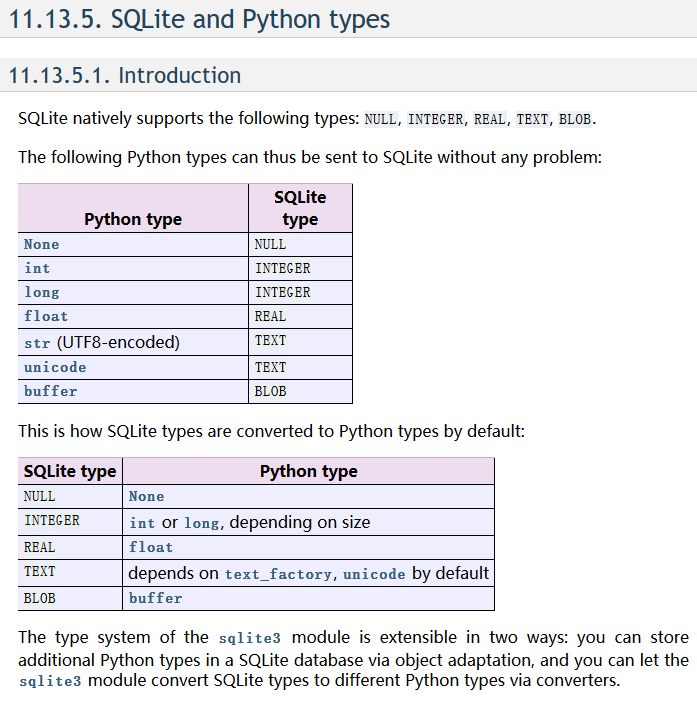 11.13.5. SQLite and Python types
11.13.5.1. Introduction
SQLite natively supports the following types: NULL, INTEGER, REAL, TEXT, BLOB.
The following Python types can thus be sent to SQLite without any problem:
Python type SQLite type
None NULL
int INTEGER
long INTEGER
float REAL
str (UTF8-encoded) TEXT
unicode TEXT
buffer BLOB
This is how SQLite types are converted to Python types by default:
SQLite type Python type
NULL None
INTEGER int or long, depending on size
REAL float
TEXT depends on text_factory, unicode by default
BLOB buffer
The type system of the sqlite3 module is extensible in two ways: you can store
additional Python types in a SQLite database via object adaptation, and you can let the
sqlite3 module convert SQLite types to different Python types via converters.